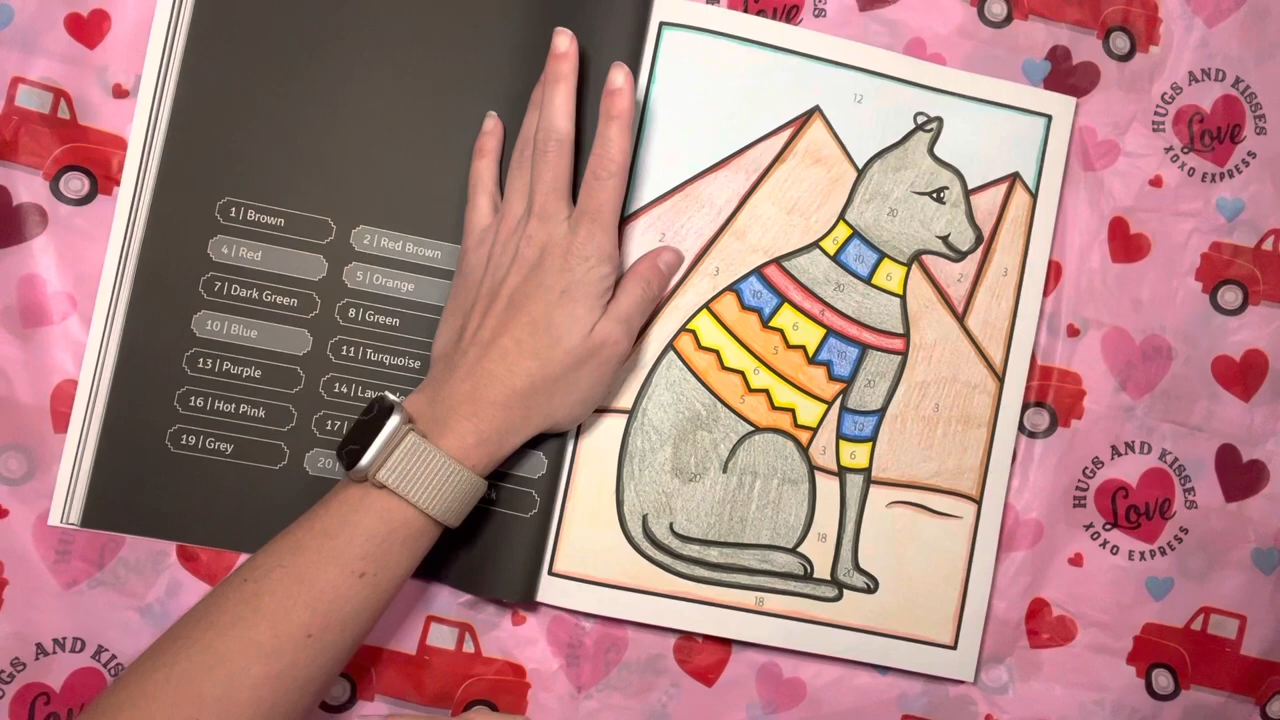 1 | Brown
2 | Red Brown
4 | Red
5 | Orange
7 | Dark Green
8 | Green
10 | Blue
11 | Turquoise
13 | Purple
14 |
16 | Hot Pink
17 |
19 | Grey
20 |
12
20
6
10
6
2
3
2
3
20
4
10
6
10
5
6
5
20
10
6
3
3
20
18
20
18
HUGS AND KISSES
Love
XOXO EXPRESS
HUGS AND KISSES
Love
XOXO EXPRESS